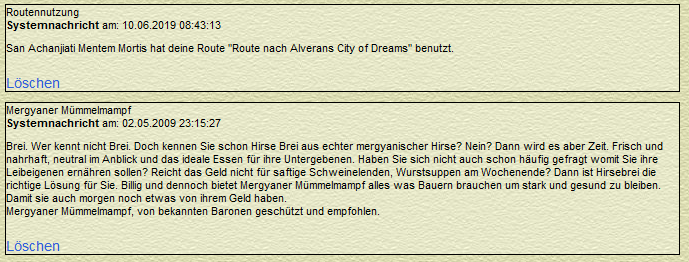 Routennutzung
Systemnachricht am: 10.06.2019 08:43:13
San Achanjiati Mentem Mortis hat deine Route "Route nach Alverans City of Dreams" benutzt.
Löschen
Mergyaner Mümmelmampf
Systemnachricht am: 02.05.2009 23:15:27
Brei. Wer kennt nicht Brei. Doch kennen Sie schon Hirse Brei aus echter mergyanischer Hirse? Nein? Dann wird es aber Zeit. Frisch und
nahrhaft, neutral im Anblick und das ideale Essen für ihre Untergebenen. Haben Sie sich nicht auch schon häufig gefragt womit Sie ihre
Leibeigenen ernähren sollen? Reicht das Geld nicht für saftige Schweinelenden, Wurstsuppen am Wochenende? Dann ist Hirsebrei die
richtige Lösung für Sie. Billig und dennoch bietet Mergyaner Mümmelmampf alles was Bauern brauchen um stark und gesund zu bleiben.
Damit sie auch morgen noch etwas von ihrem Geld haben.
Mergyaner Mümmelmampf, von bekannten Baronen geschützt und empfohlen.
Löschen